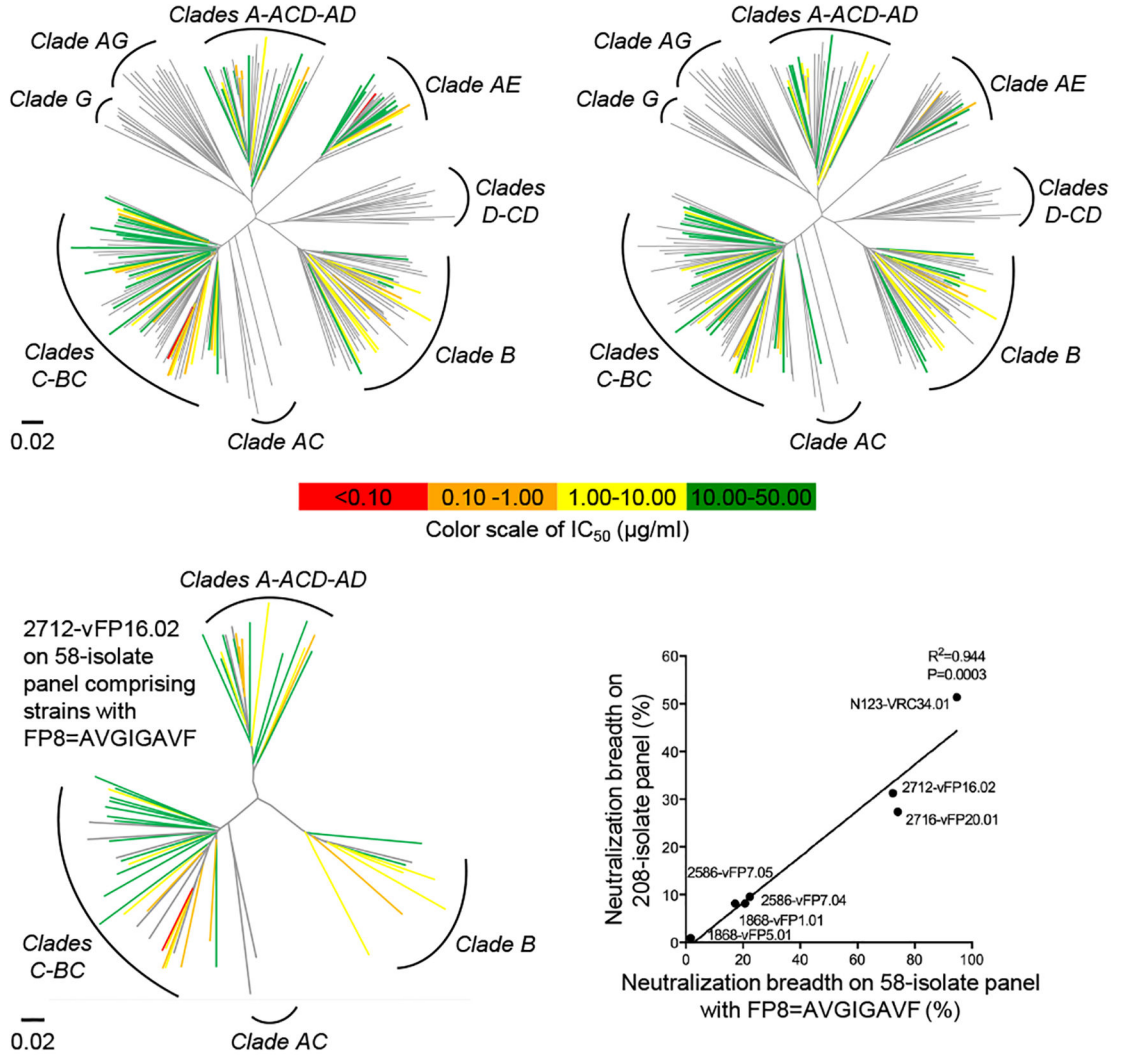 Clades A-ACD-AD
Clade AG
Clade G
Clade AE
Clades
D-CD
Clade B
Clades
C-BC
0.02
Clade AC
Clades A-ACD-AD
Clade AG
Clade G
Clade AE
Clades
D-CD
Clade B
Clades
C-BC
Clade AC
<0.10
0.10 -1.00
1.00-10.00
10.00-50.00
Color scale of IC50 (µg/ml)
Clades A-ACD-AD
2712-vFP16.02
on 58-isolate
panel comprising
strains with
FP8=AVGIGAVF
Clades
C-BC
Clade B
0.02
Clade AC
Neutralization breadth on
208-isolate panel (%)
60
50
40
30
20
10
0
R2=0.944
P=0.0003
N123-VRC34.01
2712-vFP16.02
2716-vFP20.01
2586-vFP7.05
2586-vFP7.04
1868-vFP1.01
1868-vFP5.01
0
20
40
60
80
100
Neutralization breadth on 58-isolate panel
with FP8=AVGIGAVF (%)